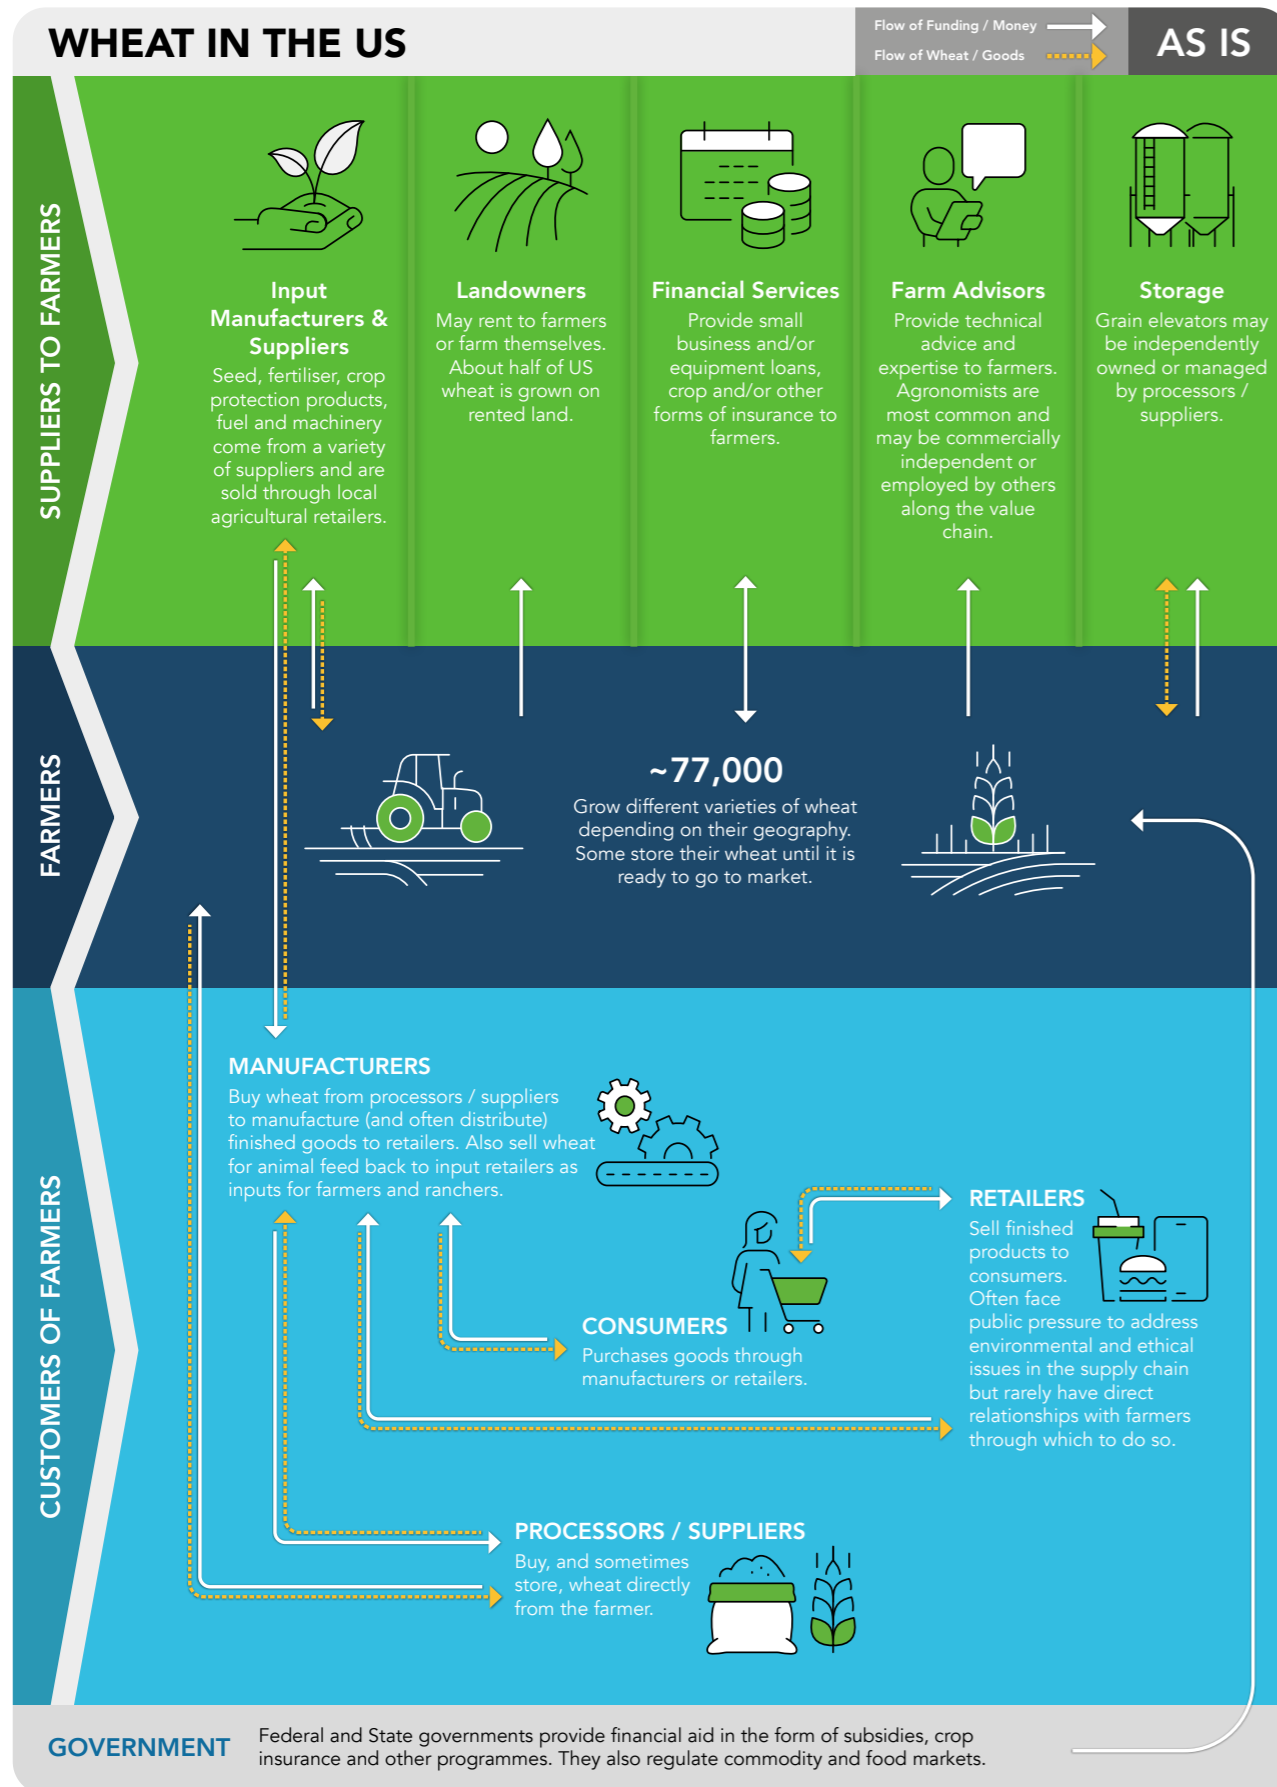 WHEAT IN THE US
Flow of Funding / Money
Flow of Wheat / Goods
AS IS
SUPPLIERS TO FARMERS
Input
Manufacturers &
Suppliers
Seed, fertiliser, crop
protection products,
fuel and machinery
come from a variety
of suppliers and are
sold through local
agricultural retailers.
Landowners
May rent to farmers
or farm themselves.
About half of US
wheat is grown on
rented land.
Financial Services
Provide small
business and/or
equipment loans,
crop and/or other
forms of insurance to
farmers.
Farm Advisors
Provide technical
advice and
expertise to farmers.
Agronomists are
most common and
may be commercially
independent or
employed by others
along the value
chain.
Storage
Grain elevators may
be independently
owned or managed
by processors /
suppliers.
FARMERS
~77,000
Grow different varieties of wheat
depending on their geography.
Some store their wheat until it is
ready to go to market.
CUSTOMERS OF FARMERS
MANUFACTURERS
Buy wheat from processors / suppliers
to manufacture (and often distribute)
finished goods to retailers. Also sell wheat
for animal feed back to input retailers as
inputs for farmers and ranchers.
RETAILERS
Sell finished
products to
consumers.
Often face
public pressure to address
environmental and ethical
issues in the supply chain
but rarely have direct
relationships with farmers
through which to do so.
CONSUMERS
Purchases goods through
manufacturers or retailers.
PROCESSORS / SUPPLIERS
Buy, and sometimes
store, wheat directly
from the farmer.
GOVERNMENT
Federal and State governments provide financial aid in the form of subsidies, crop
insurance and other programmes. They also regulate commodity and food markets.